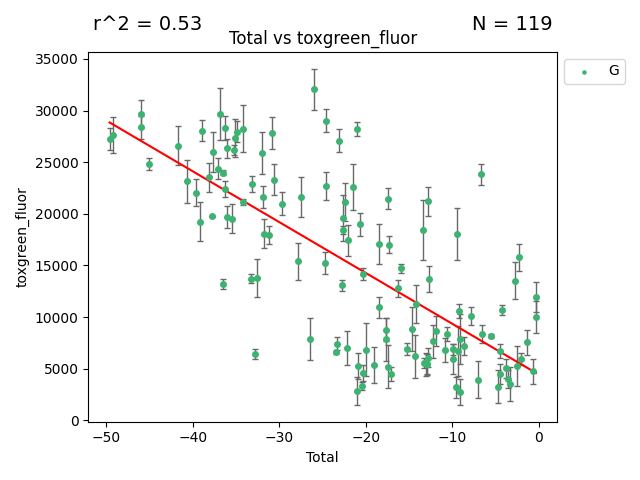 r^2 = 0.53
N = 119
Total vs toxgreen_fluor
G
35000
30000
25000
20000
15000
10000
5000
0
toxgreen_fluor
−50 −40 −30 −20 −10 0
Total